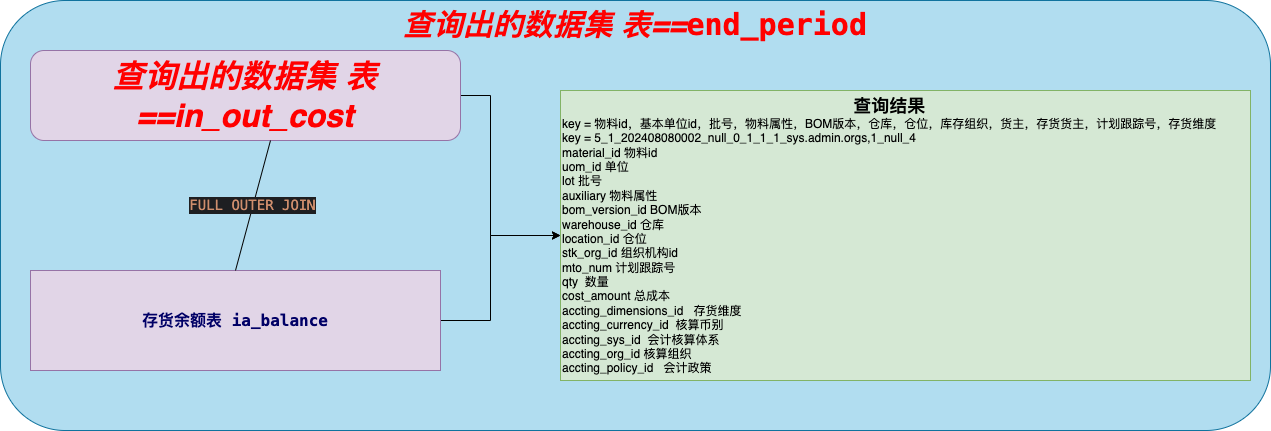 查询出的数据集 表==end_period
查询出的数据集 表
==in_out_cost
FULL OUTER JOIN
存货余额表 ia_balance
查询结果
key = 物料id，基本单位id，批号，物料属性，BOM版本，仓库，仓位，库存组织，货主，存货货主，计划跟踪号，存货维度
key = 5_1_202408080002_null_0_1_1_1_sys.admin.orgs,1_null_4
material_id 物料id
uom_id 单位
lot 批号
auxiliary 物料属性
bom_version_id BOM版本
warehouse_id 仓库
location_id 仓位
stk_org_id 组织机构id
mto_num 计划跟踪号
qty  数量
cost_amount 总成本
accting_dimensions_id   存货维度
accting_currency_id  核算币别
accting_sys_id  会计核算体系
accting_org_id 核算组织
accting_policy_id   会计政策